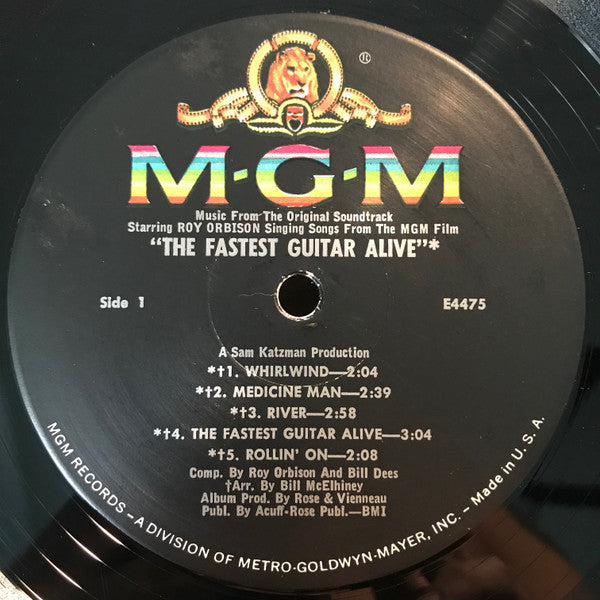 ®
M·G·M
Music From The Original Soundtrack
Starring ROY ORBISON Singing Songs From The MGM Film
"THE FASTEST GUITAR ALIVE"*
Side 1
E4475
A Sam Katzman Production
*†1. WHIRLWIND—2:04
*†2. MEDICINE MAN—2:39
*†3. RIVER—2:58
*†4. THE FASTEST GUITAR ALIVE—3:04
*†5. ROLLIN' ON—2:08
Comp. By Roy Orbison And Bill Dees
†Arr. By Bill McElhiney
Album Prod. By Rose & Vienneau
Publ. By Acuff-Rose Publ.—BMI
MGM RECORDS – A DIVISION OF METRO-GOLDWYN-MAYER, INC. – Made in U. S. A.